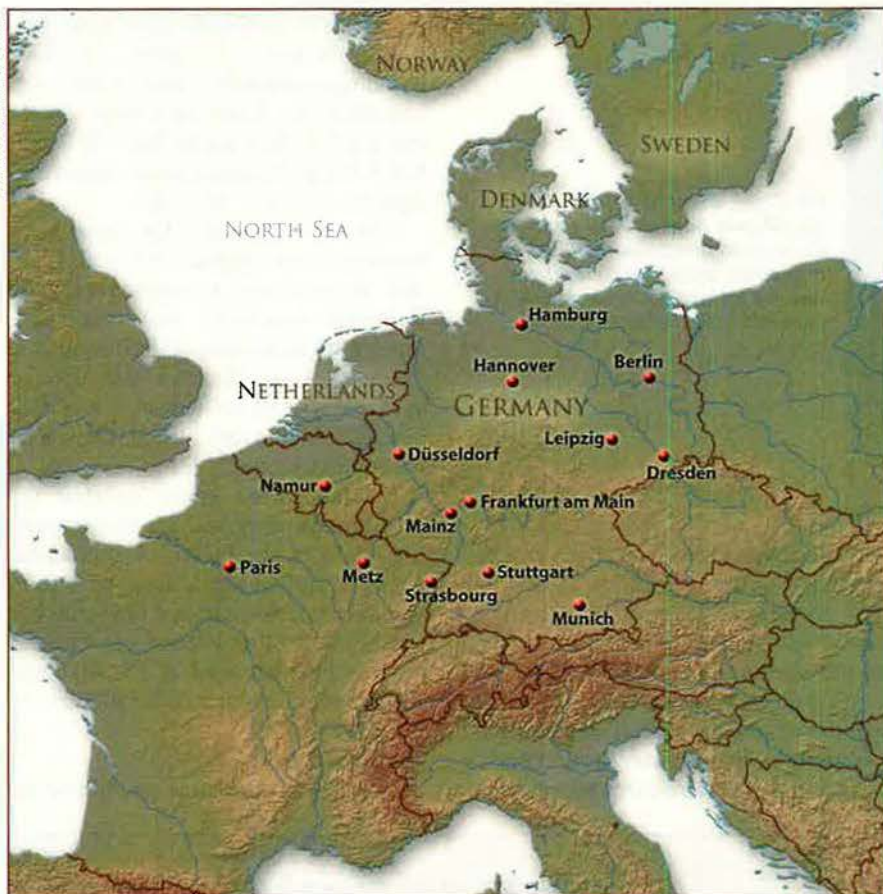 NORWAY
SWEDEN
DENMARK
NORTH SEA
Hamburg
Hannover
Berlin
NETHERLANDS
GERMANY
Leipzig
Düsseldorf
Dresden
Namur
Frankfurt am Main
Mainz
Paris
Metz
Stuttgart
Strasbourg
Munich